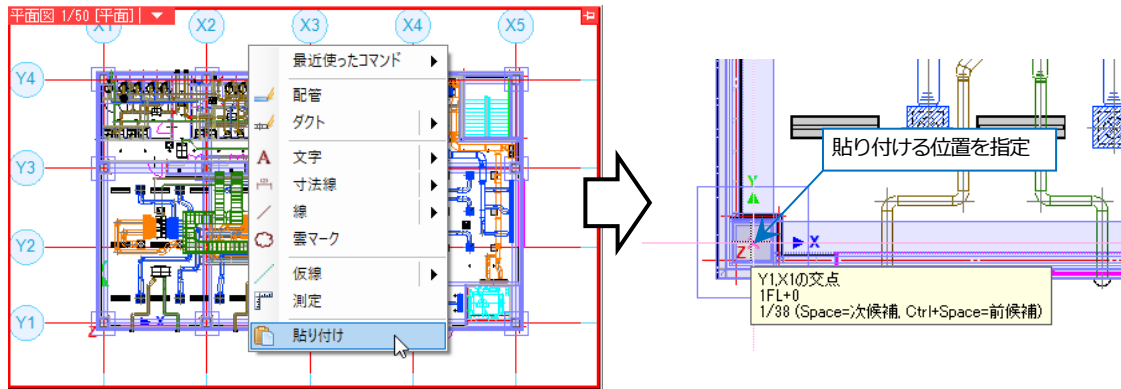 平面図 1/50 [平面]
X1
X2
X3
X4
X5
Y4
Y3
Y2
Y1
Z
X
最近使ったコマンド
配管
ダクト
A 文字
寸法線
線
雲マーク
仮線
測定
貼り付け
貼り付ける位置を指定
Y
X
Z
Y1,X1の交点
1FL+0
1/38 (Space=次候補, Ctrl+Space=前候補)